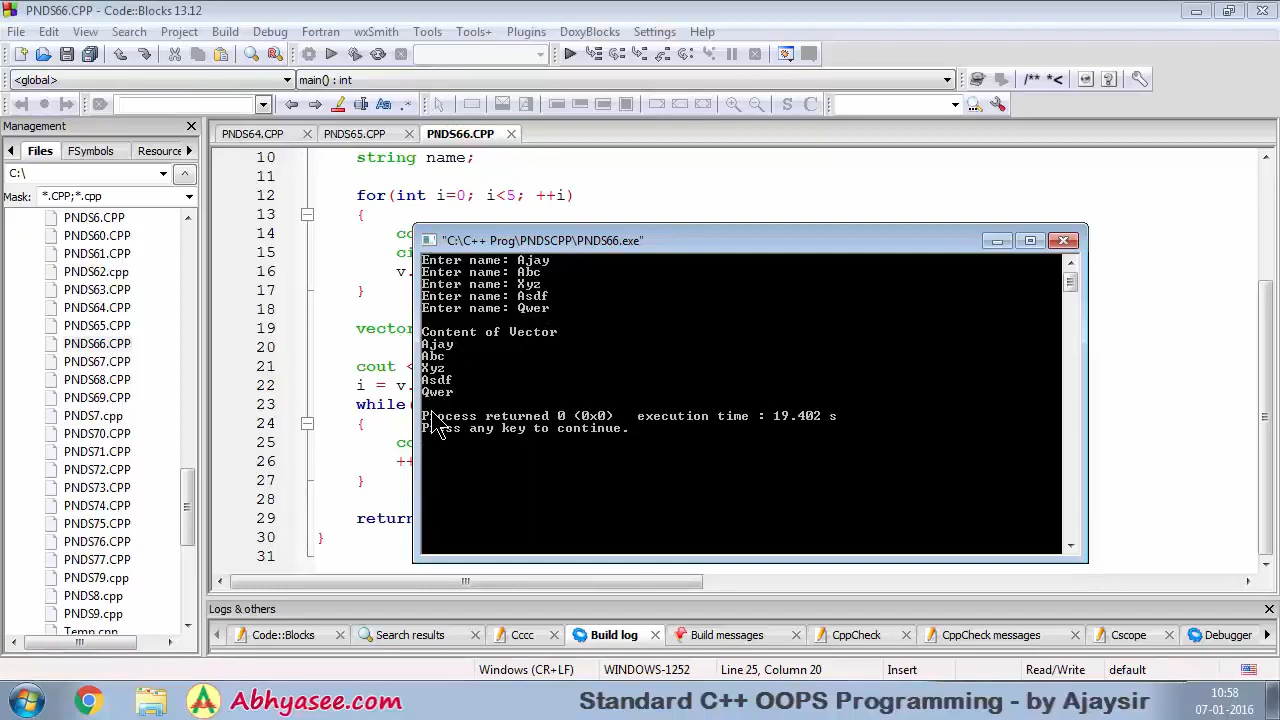 PNDS66.CPP - Code::Blocks 13.12
File Edit View Search Project Build Debug Fortran wxSmith Tools Tools+ Plugins DoxyBlocks Settings Help
<global> main() : int
/** *<
Management
Files FSymbols Resource
C:\
Mask: *.CPP;*.cpp
PNDS6.CPP
PNDS60.CPP
PNDS61.CPP
PNDS62.cpp
PNDS63.CPP
PNDS64.CPP
PNDS65.CPP
PNDS66.CPP
PNDS67.CPP
PNDS68.CPP
PNDS69.CPP
PNDS7.cpp
PNDS70.CPP
PNDS72.CPP
PNDS73.CPP
PNDS74.CPP
PNDS75.CPP
PNDS76.CPP
PNDS77.CPP
PNDS79.cpp
PNDS8.cpp
PNDS9.cpp
Temp.cpp
PNDS64.CPP PNDS65.CPP PNDS66.CPP
10 string name;
11
12 for(int i=0; i<5; ++i)
13 {
14 co
15 ci
16 v.
17 }
18
19 vector
20
21 cout <
22 i = v.
23 while(
24 {
25 co
26 ++
27 }
28
29 return
30 }
31
"C:\C++ Prog\PNDSCPP\PNDS66.exe"
Enter name: Ajay
Enter name: Abc
Enter name: Xyz
Enter name: Asdf
Enter name: Qwer
Content of Vector
Ajay
Abc
Xyz
Asdf
Qwer
Process returned 0 (0x0) execution time : 19.402 s
Press any key to continue.
Logs & others
Code::Blocks Search results Cccc Build log Build messages CppCheck CppCheck messages Cscope Debugger
Windows (CR+LF) WINDOWS-1252 Line 25, Column 20 Insert Read/Write default
Abhyasee.com
Standard C++ OOPS Programming - by Ajaysir
10:58
07-01-2016